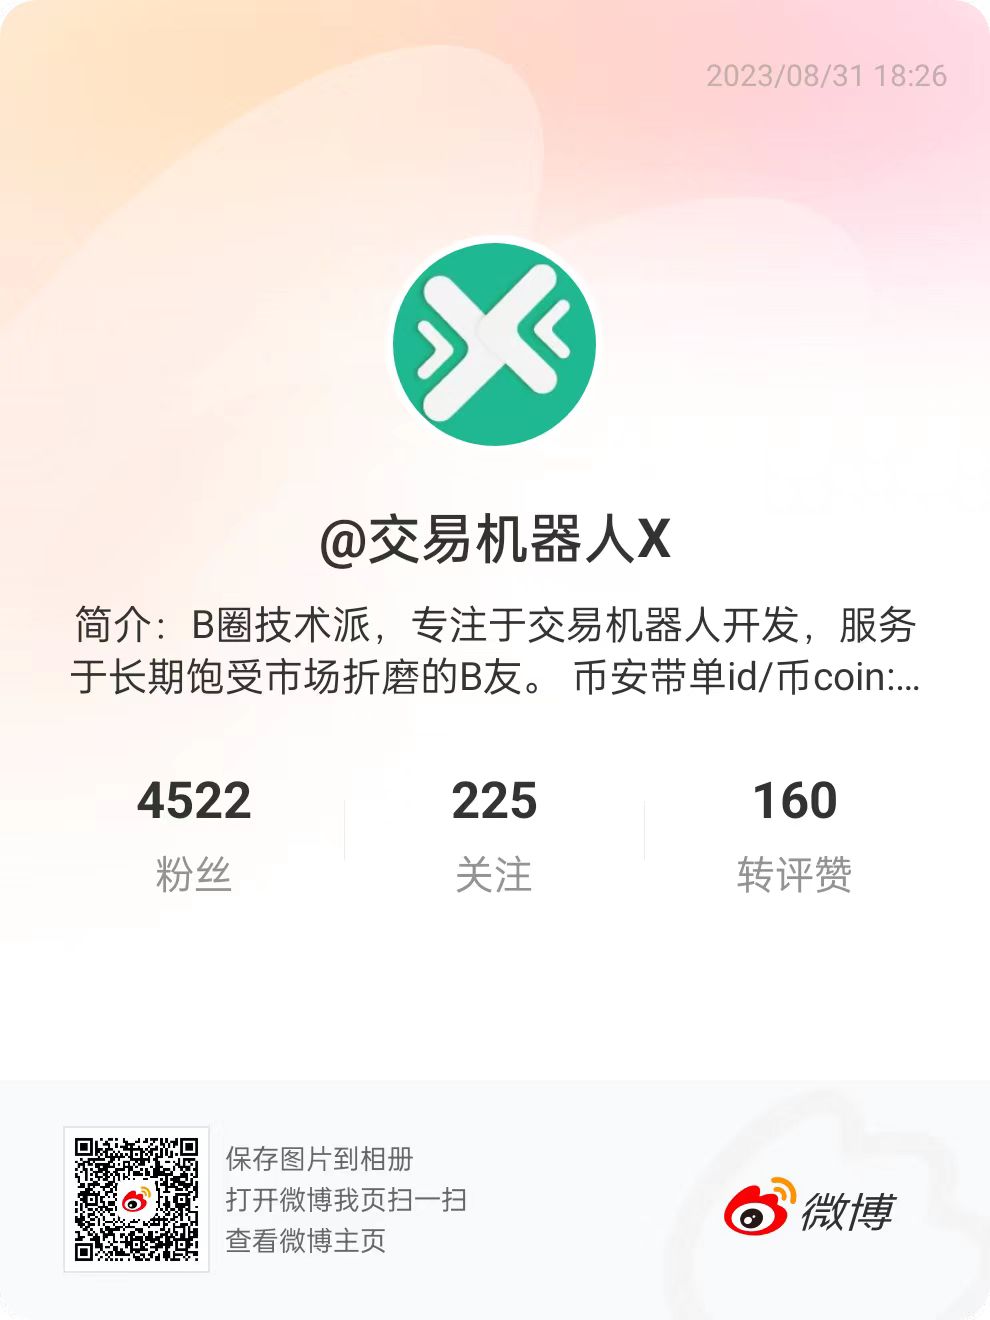 2023/08/31 18:26
@交易机器人X
简介：B圈技术派，专注于交易机器人开发，服务
于长期饱受市场折磨的B友。 币安带单id/币coin:...
4522
225
160
粉丝
关注
转评赞
保存图片到相册
打开微博我页扫一扫
查看微博主页
微博